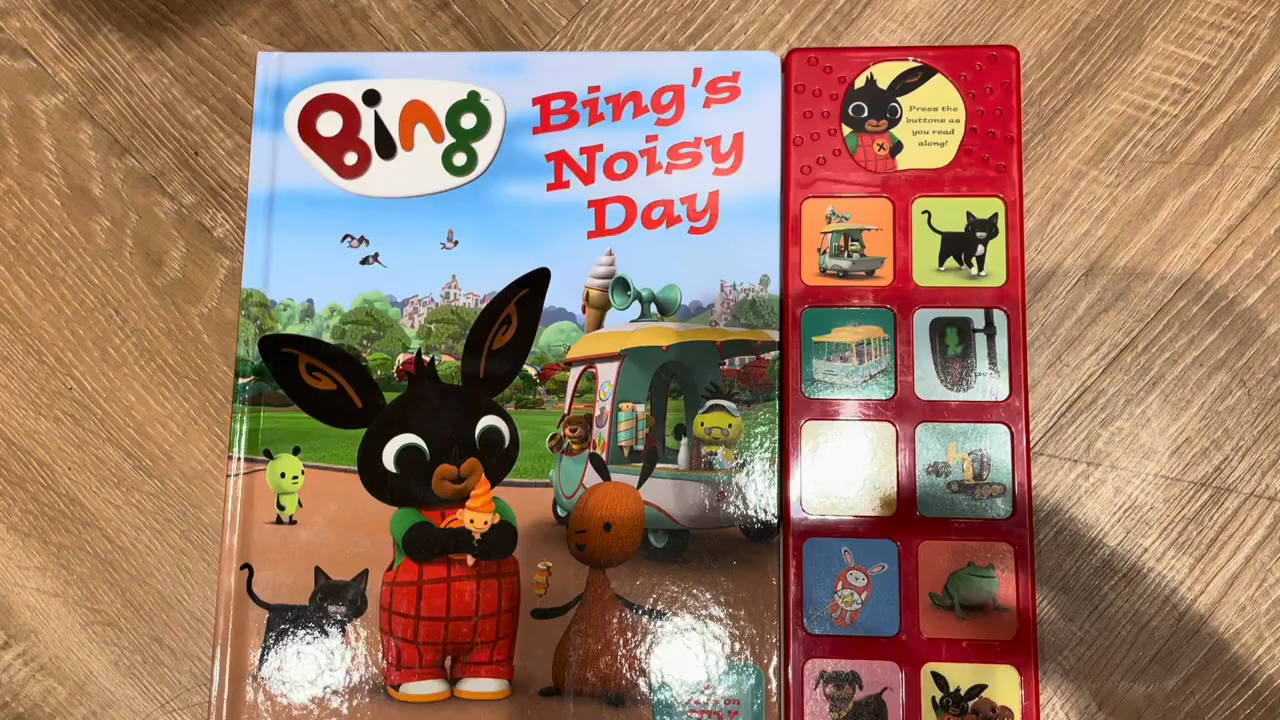 Bing
Bing's
Noisy
Day
Press the
buttons as
you read
along!